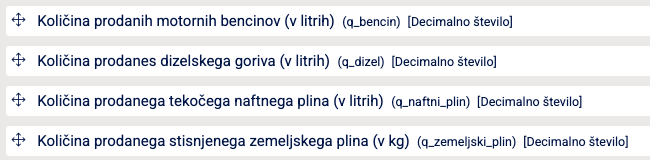 Količina prodanih motornih bencinov (v litrih) (q_bencin) [Decimalno število]
Količina prodanes dizelskega goriva (v litrih) (q_dizel) [Decimalno število]
Količina prodanega tekočega naftnega plina (v litrih) (q_naftni_plin) [Decimalno število]
Količina prodanega stisnjenega zemeljskega plina (v kg) (q_zemeljski_plin) [Decimalno število]